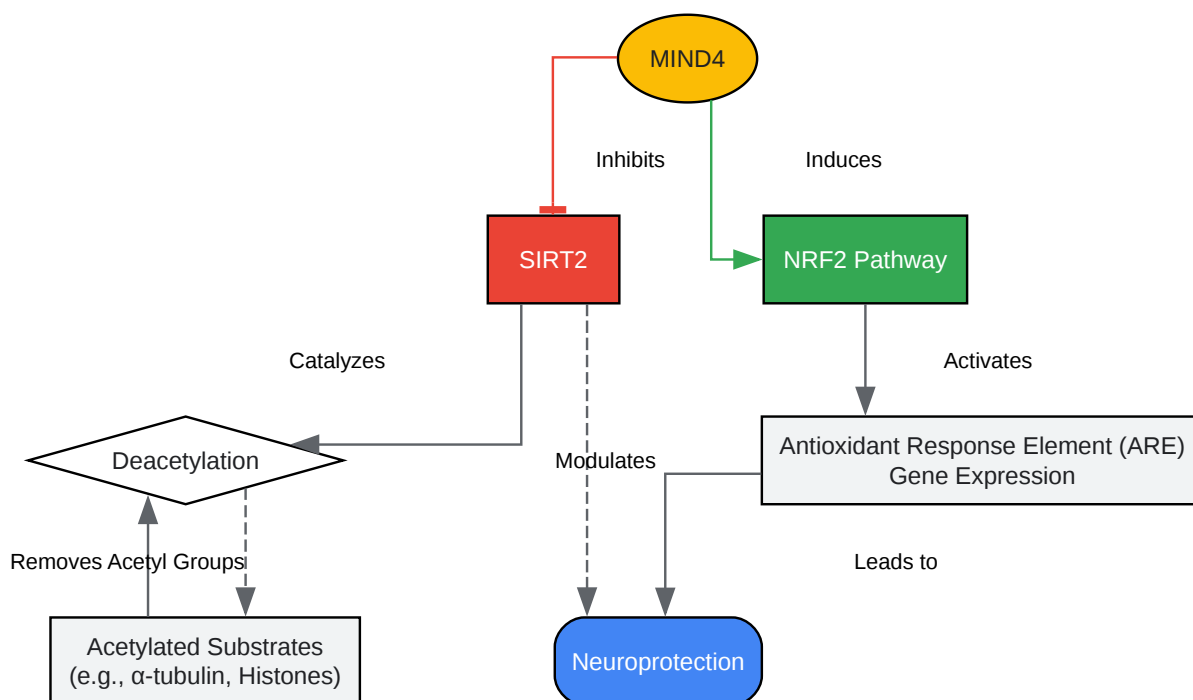 MIND4
Inhibits
Induces
SIRT2
NRF2 Pathway
Catalyzes
Activates
Deacetylation
Modulates
Antioxidant Response Element (ARE)
Gene Expression
Removes Acetyl Groups
Leads to
Acetylated Substrates
(e.g., α-tubulin, Histones)
Neuroprotection